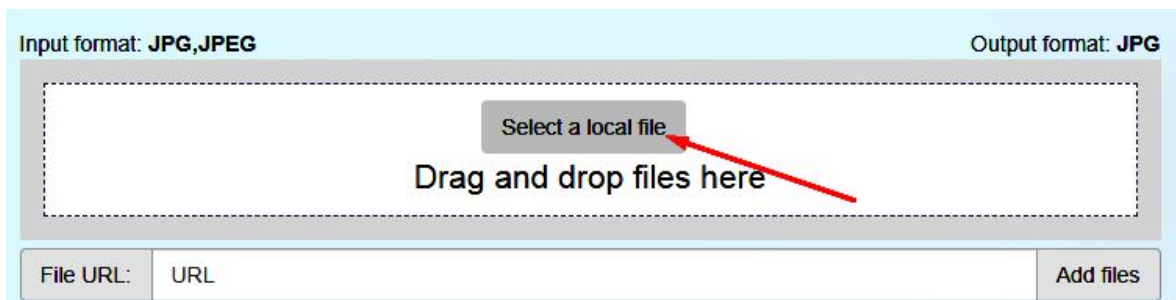 Input format: JPG,JPEG Output format: JPG
Select a local file
Drag and drop files here
File URL: URL Add files